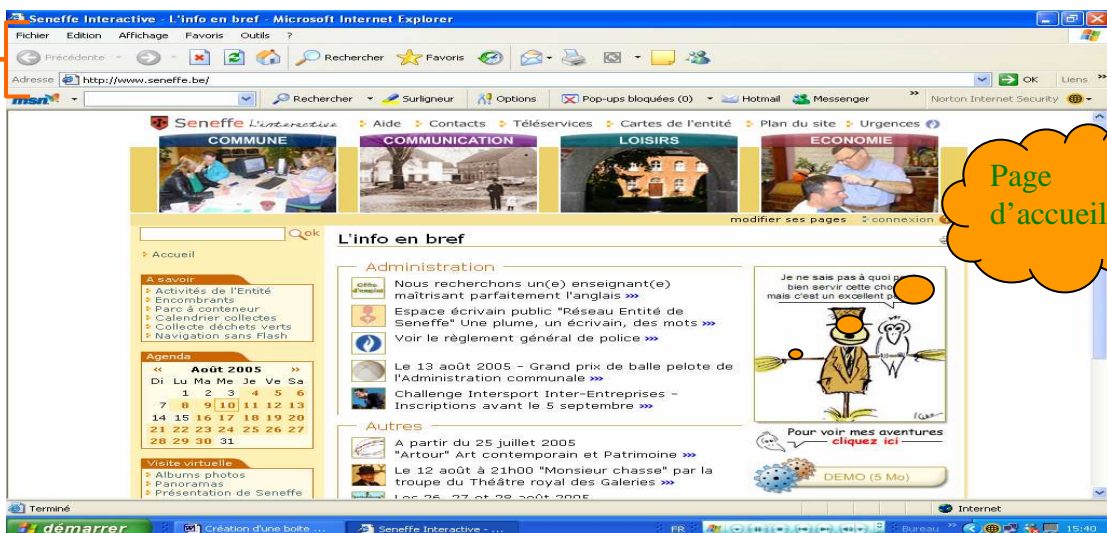 Seneffe Interactive - L'info en bref - Microsoft Internet Explorer
Fichier Edition Affichage Favoris Outils ?
Précédente Rechercher Favoris
Adresse http://www.seneffe.be/ OK Liens »
msn Rechercher Surligneur Options Pop-ups bloquées (0) Hotmail Messenger » Norton Internet Security
Seneffe L'interactive Aide Contacts Téléservices Cartes de l'entité Plan du site Urgences
COMMUNE COMMUNICATION LOISIRS ECONOMIE
Page
d'accueil
modifier ses pages connexion
ok
L'info en bref
Accueil
A savoir
Activités de l'Entité
Encombrants
Parc à conteneur
Calendrier collectes
Collecte déchets verts
Navigation sans Flash
Agenda
« Août 2005 »
Di Lu Ma Me Je Ve Sa
1 2 3 4 5 6
7 8 9 10 11 12 13
14 15 16 17 18 19 20
21 22 23 24 25 26 27
28 29 30 31
Visite virtuelle
Albums photos
Panoramas
Présentation de Seneffe
Administration
Offre d'emploi
Nous recherchons un(e) enseignant(e)
maîtrisant parfaitement l'anglais »»
Espace écrivain public "Réseau Entité de
Seneffe" Une plume, un écrivain, des mots »»
Voir le règlement général de police »»
Le 13 août 2005 - Grand prix de balle pelote de
l'Administration communale »»
Challenge Intersport Inter-Entreprises -
Inscriptions avant le 5 septembre »»
Autres
A partir du 25 juillet 2005
"Artour" Art contemporain et Patrimoine »»
Le 12 août à 21h00 "Monsieur chasse" par la
troupe du Théâtre royal des Galeries »»
Les 26, 27 et 28 août 2005
Je ne sais pas à quoi
bien servir cette
mais c'est un excellent
Pour voir mes aventures
cliquez ici
DEMO (5 Mo)
Terminé Internet
démarrer Création d'une boite ... Seneffe Interactive - ... FR Bureau » 15:40